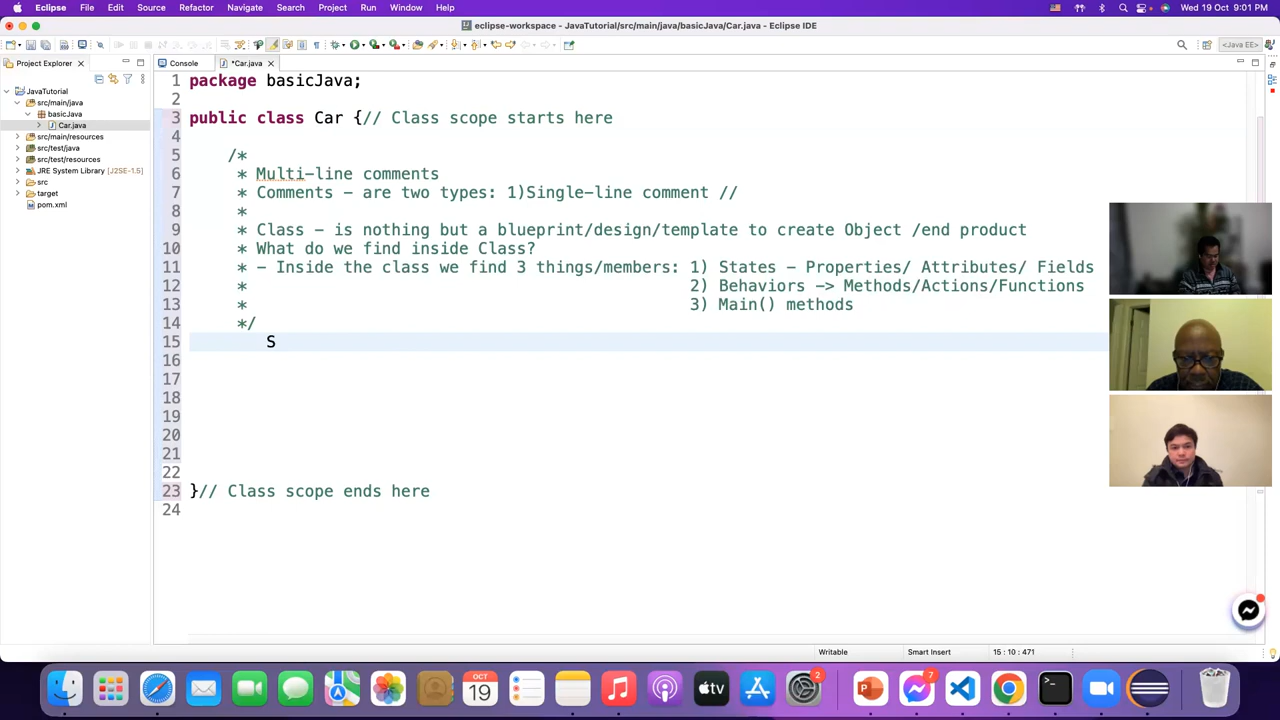 Eclipse File Edit Source Refactor Navigate Search Project Run Window Help Wed 19 Oct 9:01 PM
eclipse-workspace - JavaTutorial/src/main/java/basicJava/Car.java - Eclipse IDE
<Java EE>
Project Explorer
Console
*Car.java
JavaTutorial
src/main/java
basicJava
Car.java
src/main/resources
src/test/java
src/test/resources
JRE System Library [J2SE-1.5]
src
target
pom.xml
1 package basicJava;
2
3 public class Car {// Class scope starts here
4
5 /*
6 * Multi-line comments
7 * Comments - are two types: 1)Single-line comment //
8 *
9 * Class - is nothing but a blueprint/design/template to create Object /end product
10 * What do we find inside Class?
11 * - Inside the class we find 3 things/members: 1) States - Properties/ Attributes/ Fields
12 * 2) Behaviors -> Methods/Actions/Functions
13 * 3) Main() methods
14 */
15 S
16
17
18
19
20
21
22
23 }// Class scope ends here
24
Writable Smart Insert 15 : 10 : 471
OCT
19
tv
2
7